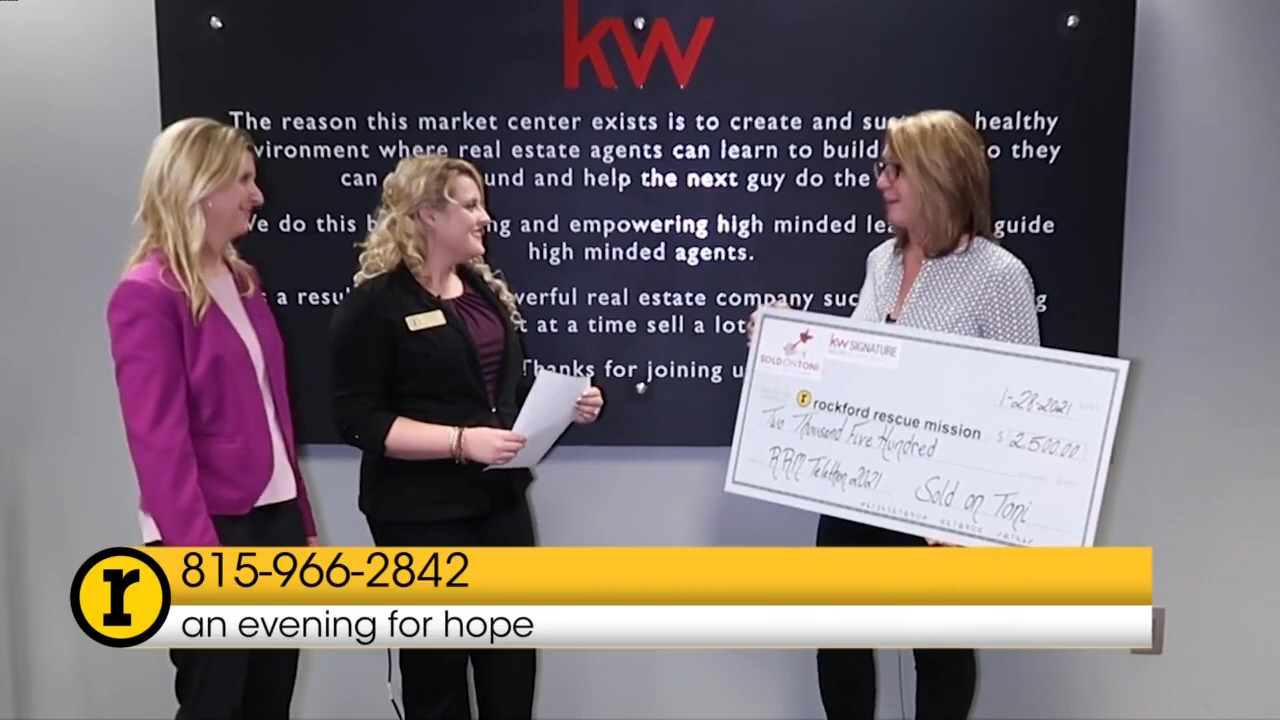 kw
The reason this market center exists is to create and healthy
environment where real estate agents can learn to build so they
can und and help the next guy do the
We do this b ng and empowering high minded lea guide
high minded agents.
a resu werful real estate company suc g
t at a time sell a lot
Thanks for joining u
SOLD ON TONI
kw SIGNATURE
1-28-2021
rockford rescue mission
$ 2,500.00
Two Thousand Five Hundred
RRM Telethon 2021
Sold on Toni
r
815-966-2842
an evening for hope